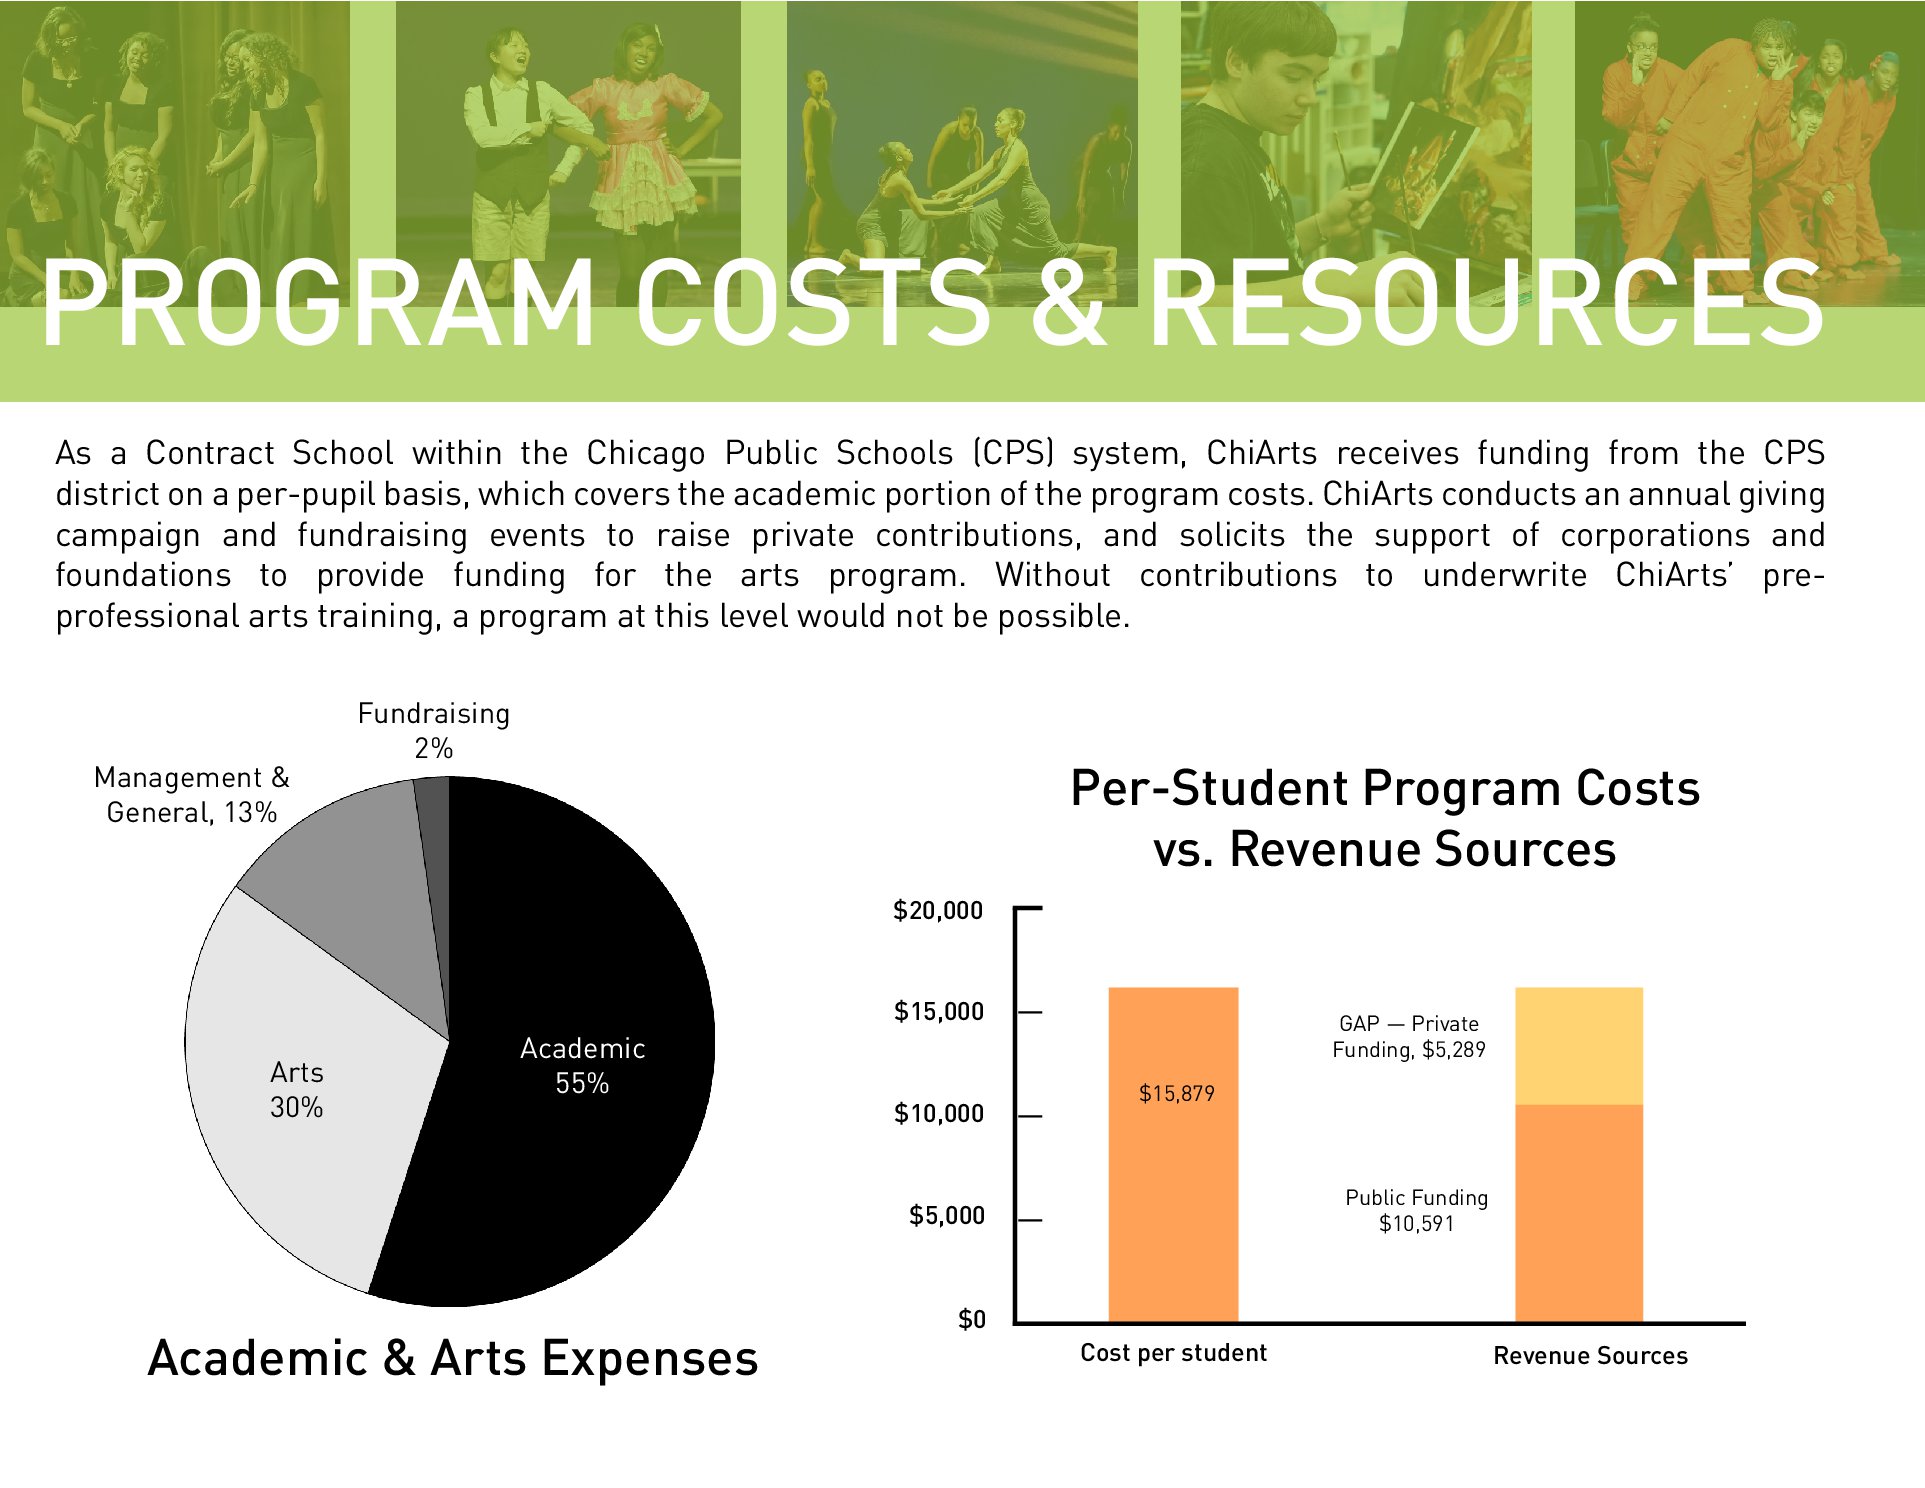 PROGRAM COSTS & RESOURCES
As a Contract School within the Chicago Public Schools (CPS) system, ChiArts receives funding from the CPS
district on a per-pupil basis, which covers the academic portion of the program costs. ChiArts conducts an annual giving
campaign and fundraising events to raise private contributions, and solicits the support of corporations and
foundations to provide funding for the arts program. Without contributions to underwrite ChiArts’ pre-
professional arts training, a program at this level would not be possible.
Fundraising
2%
Management &
General, 13%
Academic
55%
Arts
30%
Academic & Arts Expenses
Per-Student Program Costs
vs. Revenue Sources
$20,000
$15,000
$10,000
$5,000
$0
$15,879
GAP — Private
Funding, $5,289
Public Funding
$10,591
Cost per student
Revenue Sources